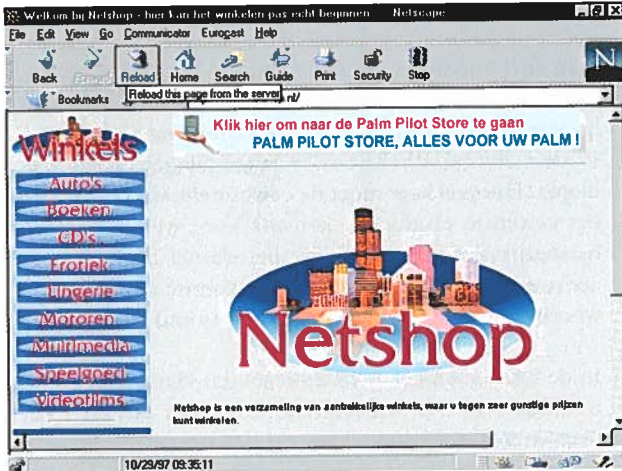 Welkom bij Netshop - hier kan het winkelen pas echt beginnen - Netscape
File Edit View Go Communicator Eurocast Help
Back Forward Reload Home Search Guide Print Security Stop
Bookmarks nl/
Reload this page from the server
Winkels
Auto's
Boeken
CD's
Erotiek
Lingerie
Motoren
Multimedia
Speelgoed
Videofilms
Klik hier om naar de Palm Pilot Store te gaan
PALM PILOT STORE, ALLES VOOR UW PALM !
Netshop
Netshop is een verzameling van aantrekkelijke winkels, waar u tegen zeer gunstige prijzen
kunt winkelen.
10/29/97 09:35:11
N